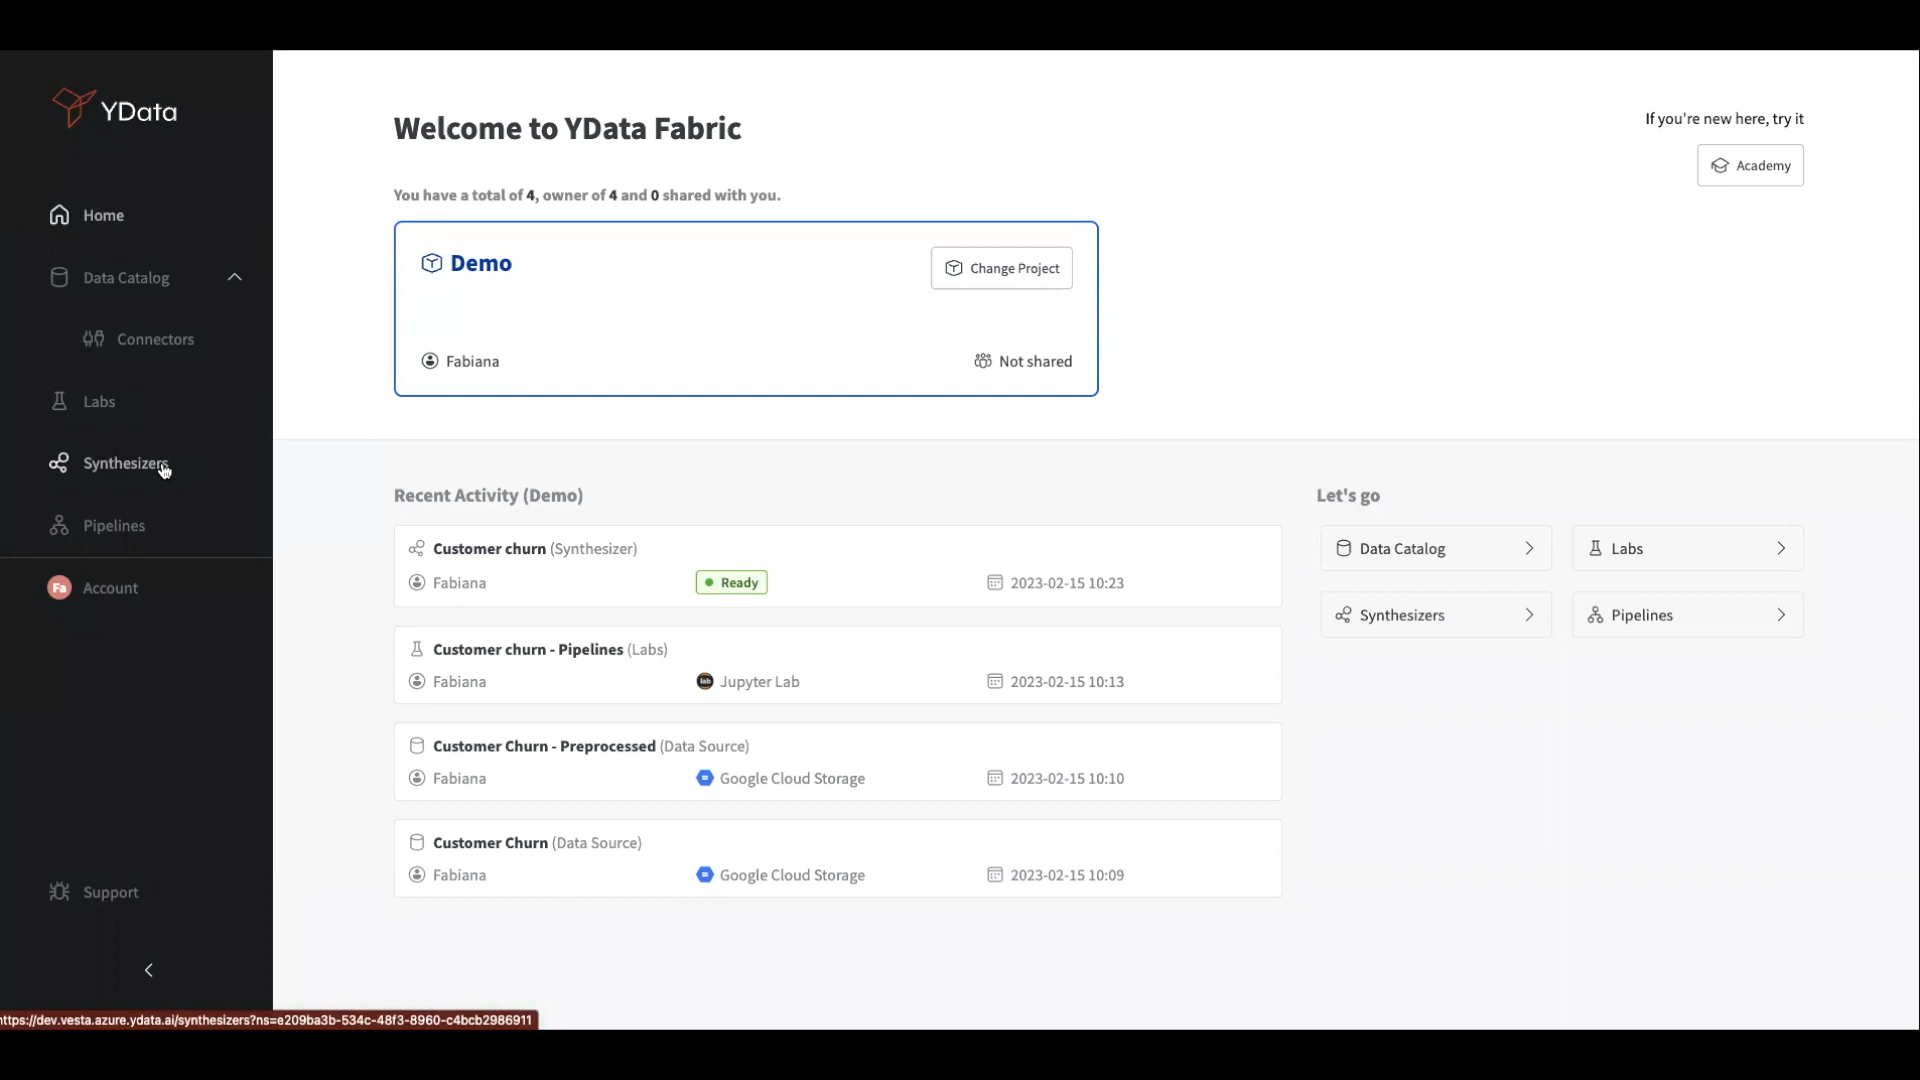 YData
Home
Data Catalog
Connectors
Labs
Synthesizers
Pipelines
Fa Account
Support
https://dev.vesta.azure.ydata.ai/synthesizers?ns=e209ba3b-534c-48f3-8960-c4bcb2986911
Welcome to YData Fabric
If you're new here, try it
Academy
You have a total of 4, owner of 4 and 0 shared with you.
Demo
Change Project
Fabiana
Not shared
Recent Activity (Demo)
Customer churn (Synthesizer)
Fabiana Ready 2023-02-15 10:23
Customer churn - Pipelines (Labs)
Fabiana lab Jupyter Lab 2023-02-15 10:13
Customer Churn - Preprocessed (Data Source)
Fabiana Google Cloud Storage 2023-02-15 10:10
Customer Churn (Data Source)
Fabiana Google Cloud Storage 2023-02-15 10:09
Let's go
Data Catalog Labs
Synthesizers Pipelines